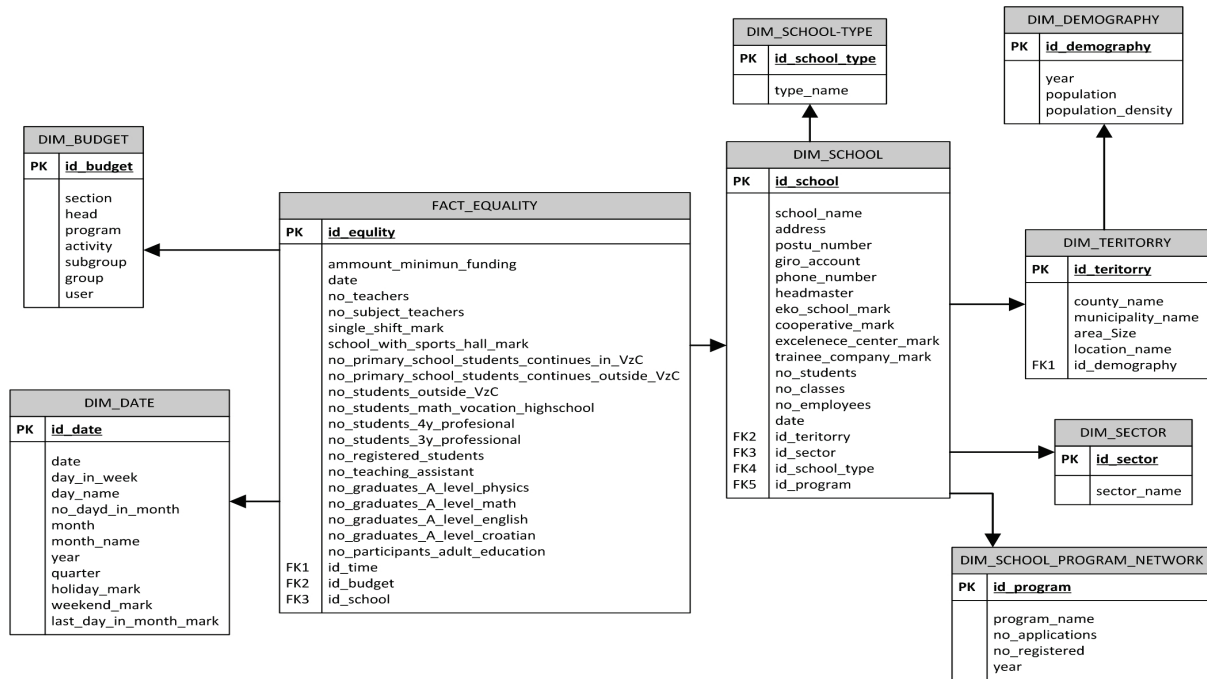 DIM_SCHOOL-TYPE
PK id_school_type
type_name
DIM_DEMOGRAPHY
PK id_demography
year
population
population_density
DIM_BUDGET
PK id_budget
section
head
program
activity
subgroup
group
user
DIM_DATE
PK id_date
date
day_in_week
day_name
no_dayd_in_month
month
month_name
year
quarter
holiday_mark
weekend_mark
last_day_in_month_mark
FACT_EQUALITY
PK id_equlity
ammount_minimun_funding
date
no_teachers
no_subject_teachers
single_shift_mark
school_with_sports_hall_mark
no_primary_school_students_continues_in_VzC
no_primary_school_students_continues_outside_VzC
no_students_outside_VzC
no_students_math_vocation_highschool
no_students_4y_profesional
no_students_3y_professional
no_registered_students
no_teaching_assistant
no_graduates_A_level_physics
no_graduates_A_level_math
no_graduates_A_level_english
no_graduates_A_level_croatian
no_participants_adult_education
FK1 id_time
FK2 id_budget
FK3 id_school
DIM_SCHOOL
PK id_school
school_name
address
postu_number
giro_account
phone_number
headmaster
eko_school_mark
cooperative_mark
excelenece_center_mark
trainee_company_mark
no_students
no_classes
no_employees
date
FK2 id_teritorry
FK3 id_sector
FK4 id_school_type
FK5 id_program
DIM_TERITORRY
PK id_teritorry
county_name
municipality_name
area_Size
location_name
FK1 id_demography
DIM_SECTOR
PK id_sector
sector_name
DIM_SCHOOL_PROGRAM_NETWORK
PK id_program
program_name
no_applications
no_registered
year